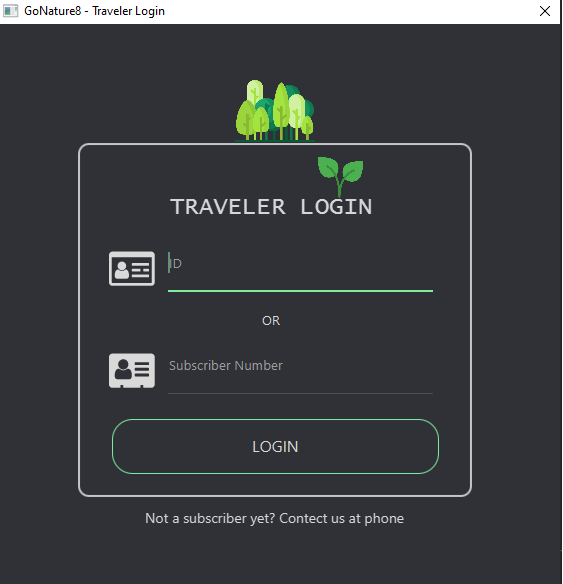 GoNature8 - Traveler Login
TRAVELER LOGIN
ID
OR
Subscriber Number
LOGIN
Not a subscriber yet? Contect us at phone